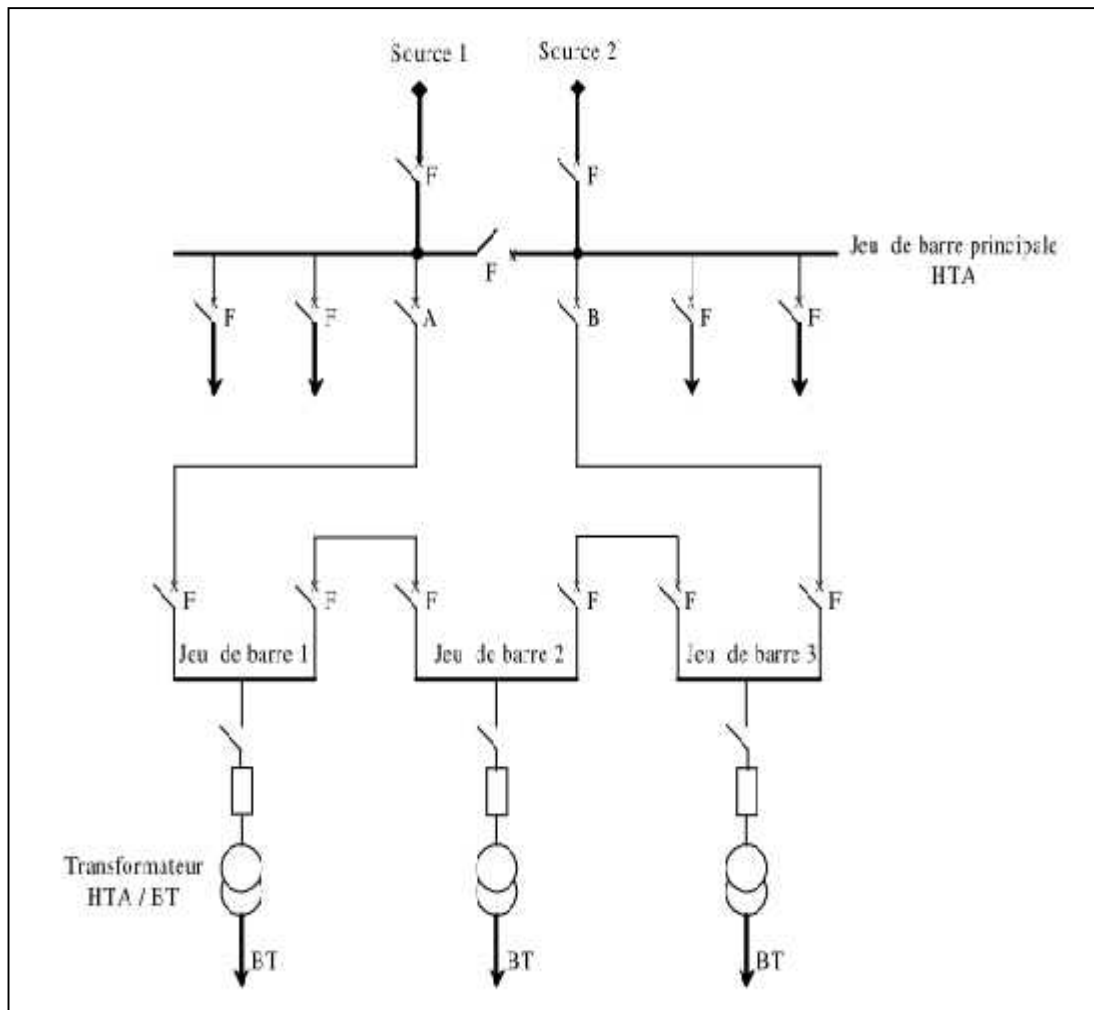 Source 1
Source 2
F
F
Jeu de barre principale
HTA
F
F
F
A
B
F
F
F
F
F
F
F
F
Jeu de barre 1
Jeu de barre 2
Jeu de barre 3
Transformateur
HTA / BT
BT
BT
BT